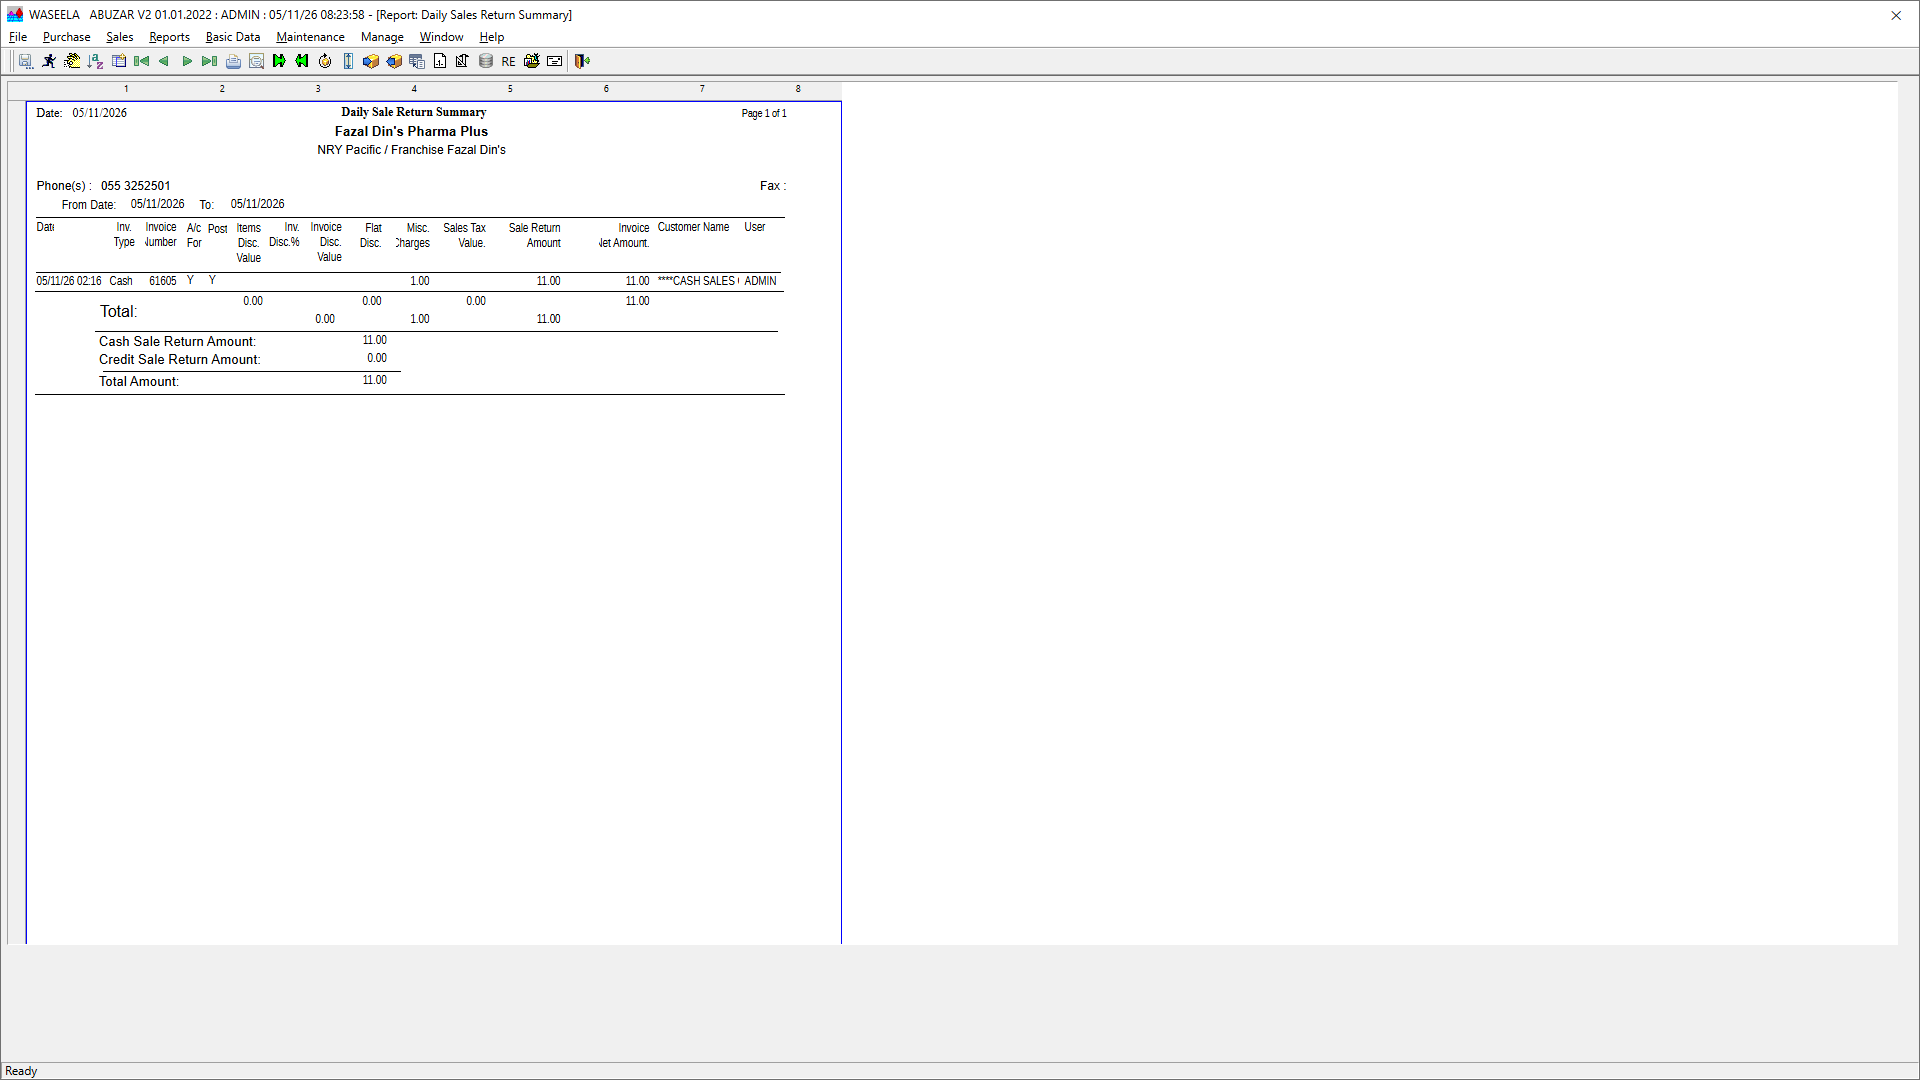 WASEELA   ABUZAR V2 01.01.2022 : ADMIN : 05/11/26 08:23:58 - [Report: Daily Sales Return Summary]
File Purchase Sales Reports Basic Data Maintenance Manage Window Help
RE
1 2 3 4 5 6 7 8
Date: 05/11/2026 Daily Sale Return Summary Page 1 of 1
Fazal Din's Pharma Plus
NRY Pacific / Franchise Fazal Din's
Phone(s) : 055 3252501 Fax :
From Date: 05/11/2026 To: 05/11/2026
Date Inv. Invoice A/c Post Items Inv. Invoice Flat Misc. Sales Tax Sale Return Invoice Customer Name User
Type Number For Disc. Disc.% Disc. Disc. Charges Value. Amount Net Amount.
Value Value
05/11/26 02:16 Cash 61605 Y Y 1.00 11.00 11.00 ****CASH SALES ADMIN
0.00 0.00 0.00 11.00
Total:
0.00 1.00 11.00
Cash Sale Return Amount: 11.00
Credit Sale Return Amount: 0.00
Total Amount: 11.00
Ready